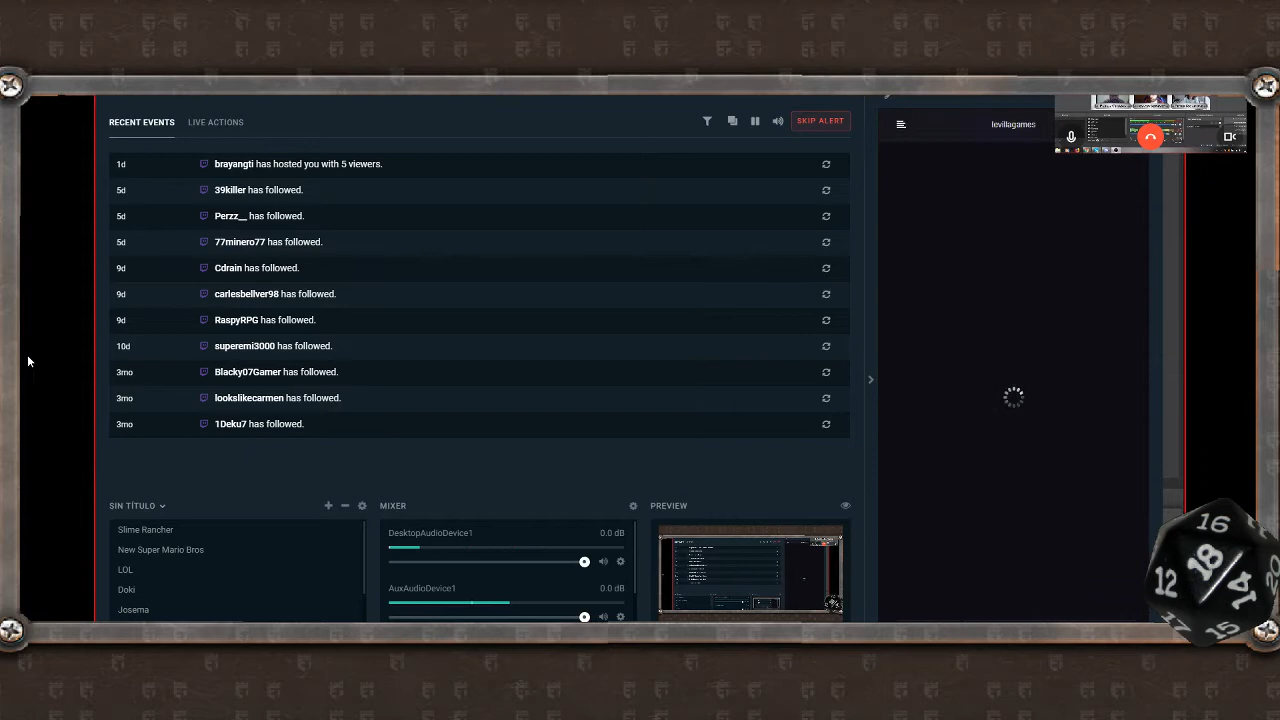 RECENT EVENTS LIVE ACTIONS SKIP ALERT
levillagames
1d brayangti has hosted you with 5 viewers.
5d 39killer has followed.
5d Perzz__ has followed.
5d 77minero77 has followed.
9d Cdrain has followed.
9d carlesbellver98 has followed.
9d RaspyRPG has followed.
10d superemi3000 has followed.
3mo Blacky07Gamer has followed.
3mo lookslikecarmen has followed.
3mo 1Deku7 has followed.
SIN TÍTULO
Slime Rancher
New Super Mario Bros
LOL
Doki
Josema
MIXER
DesktopAudioDevice1 0.0 dB
AuxAudioDevice1 0.0 dB
PREVIEW
16
18
12
14
20
17
15